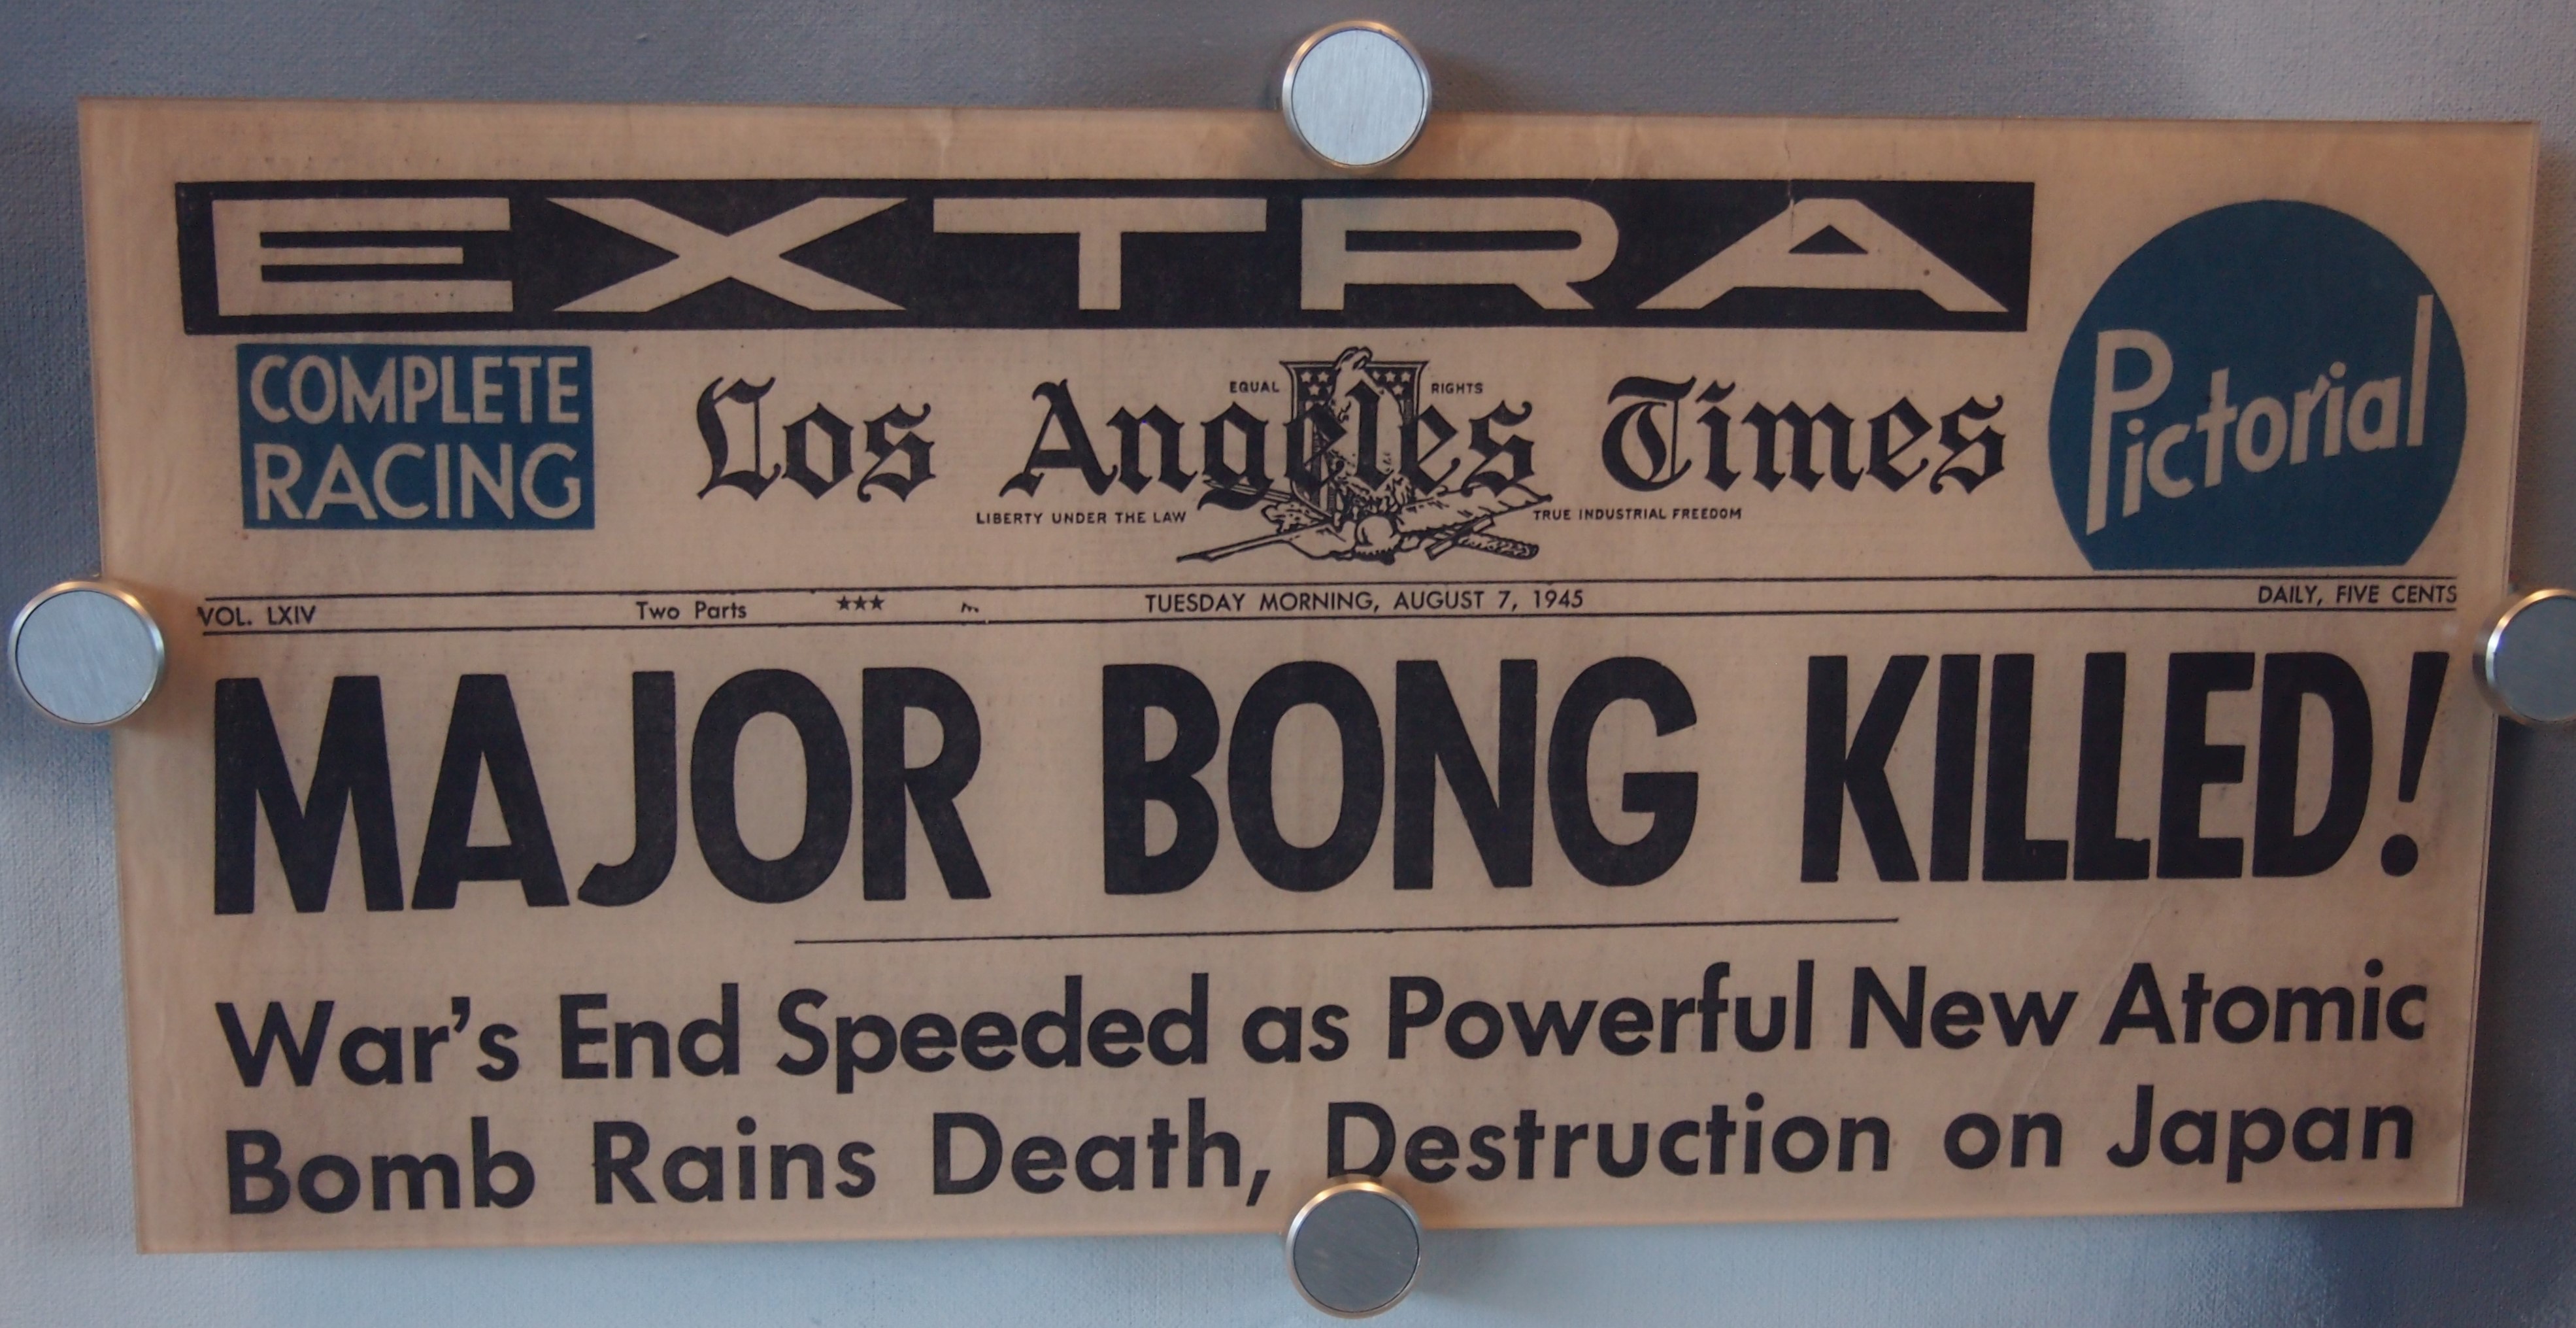 EXTRA
COMPLETE
RACING
Los Angeles Times
EQUAL RIGHTS
LIBERTY UNDER THE LAW TRUE INDUSTRIAL FREEDOM
Pictorial
VOL. LXIV Two Parts *** TUESDAY MORNING, AUGUST 7, 1945 DAILY, FIVE CENTS
MAJOR BONG KILLED!
War's End Speeded as Powerful New Atomic
Bomb Rains Death, Destruction on Japan